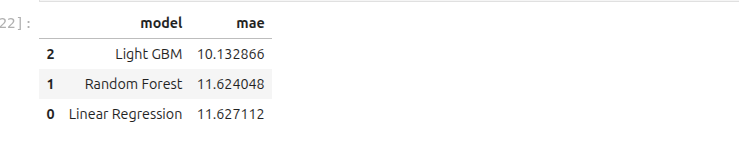 22]:
model mae
2 Light GBM 10.132866
1 Random Forest 11.624048
0 Linear Regression 11.627112